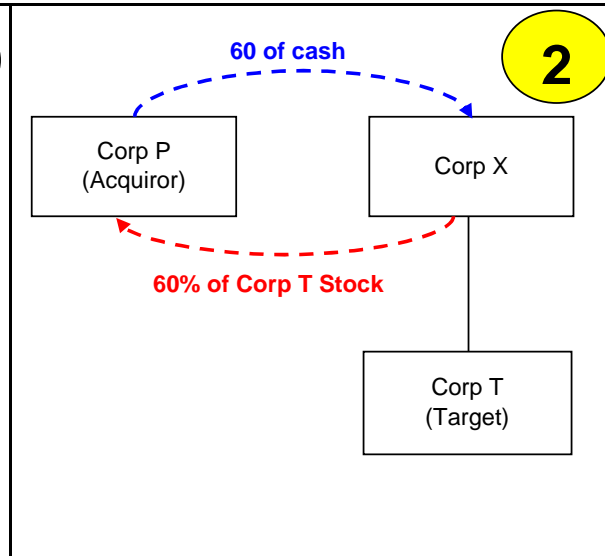 60 of cash
2
Corp P
(Acquiror)
Corp X
60% of Corp T Stock
Corp T
(Target)